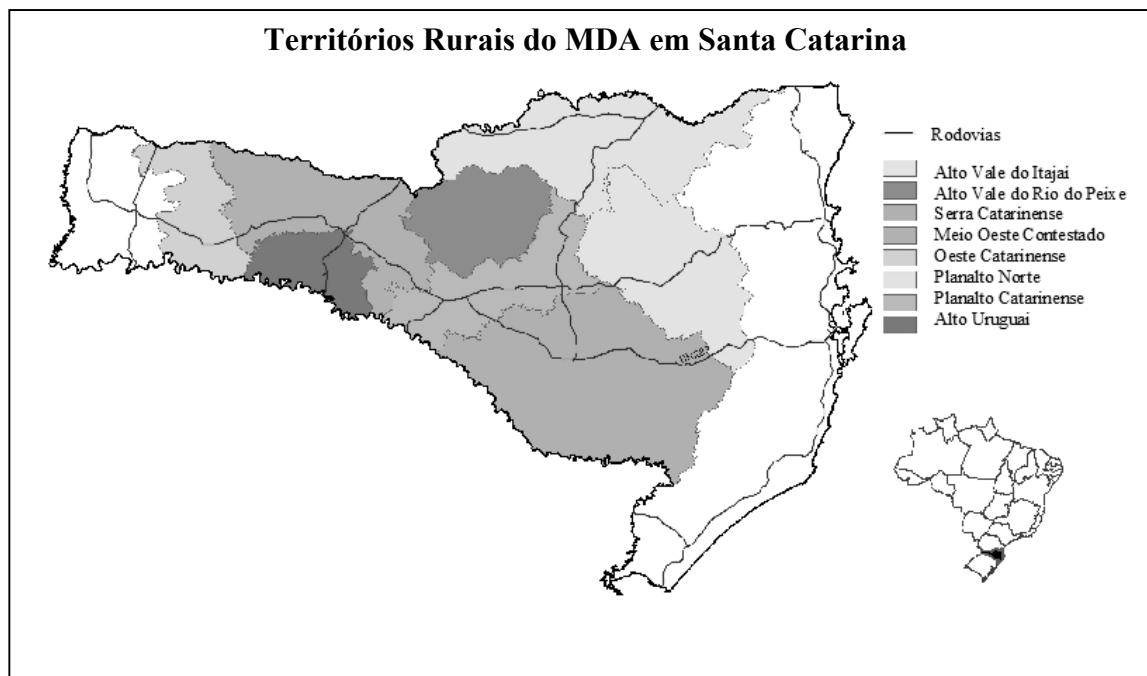 Territórios Rurais do MDA em Santa Catarina
Rodovias
Alto Vale do Itajaí
Alto Vale do Rio do Peixe
Serra Catarinense
Meio Oeste Contestado
Oeste Catarinense
Planalto Norte
Planalto Catarinense
Alto Uruguai